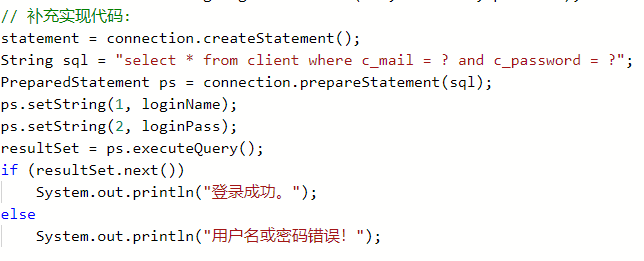 // 补充实现代码:
statement = connection.createStatement();
String sql = "select * from client where c_mail = ? and c_password = ?";
PreparedStatement ps = connection.prepareStatement(sql);
ps.setString(1, loginName);
ps.setString(2, loginPass);
resultSet = ps.executeQuery();
if (resultSet.next())
    System.out.println("登录成功。");
else
    System.out.println("用户名或密码错误！");